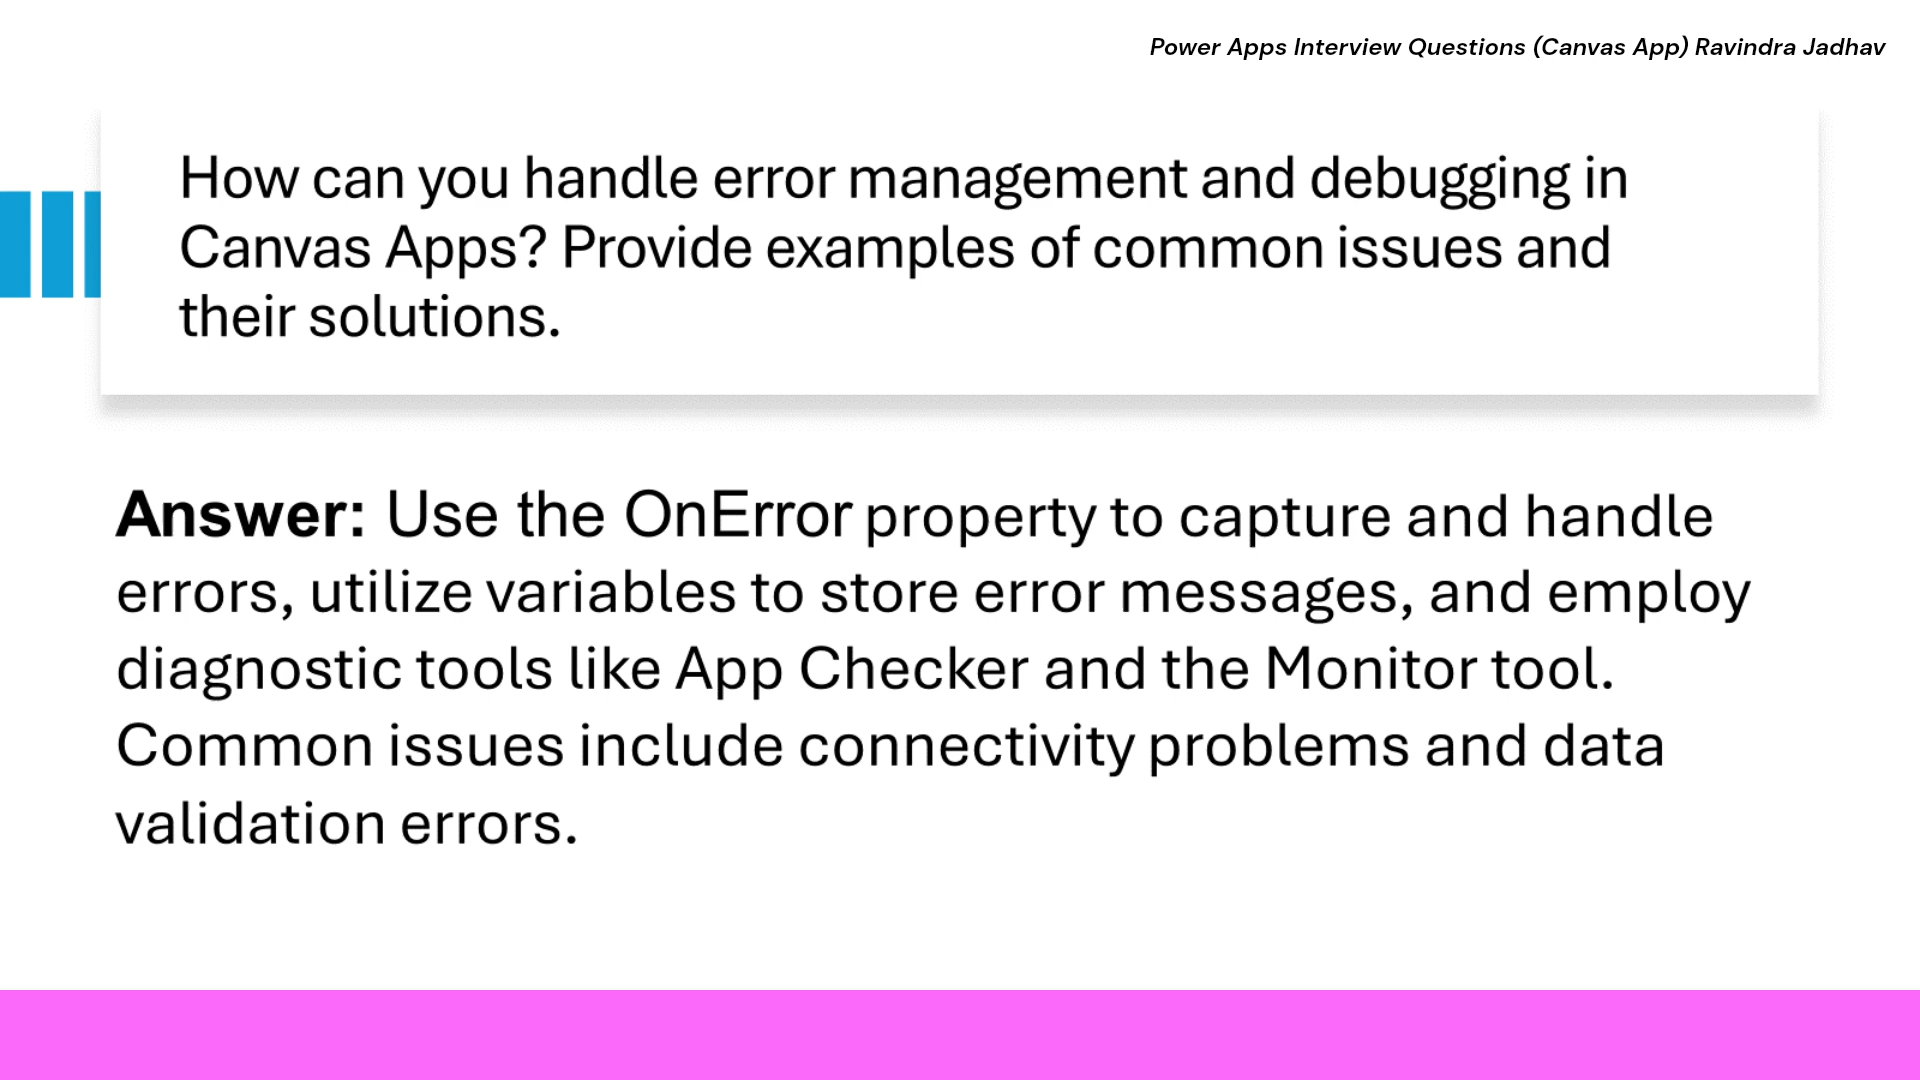 Power Apps Interview Questions (Canvas App) Ravindra Jadhav
How can you handle error management and debugging in
Canvas Apps? Provide examples of common issues and
their solutions.
Answer: Use the OnError property to capture and handle
errors, utilize variables to store error messages, and employ
diagnostic tools like App Checker and the Monitor tool.
Common issues include connectivity problems and data
validation errors.